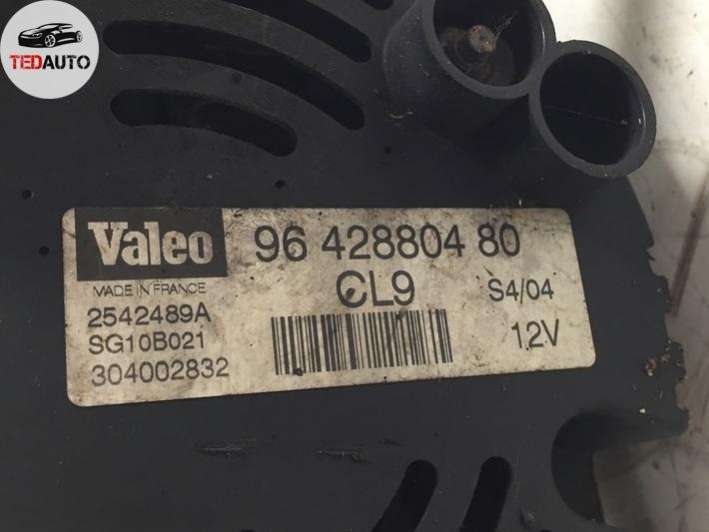 TEDAUTO
Valeo
96 428804 80
MADE IN FRANCE
CL9
S4/04
2542489A
SG10B021
12V
304002832